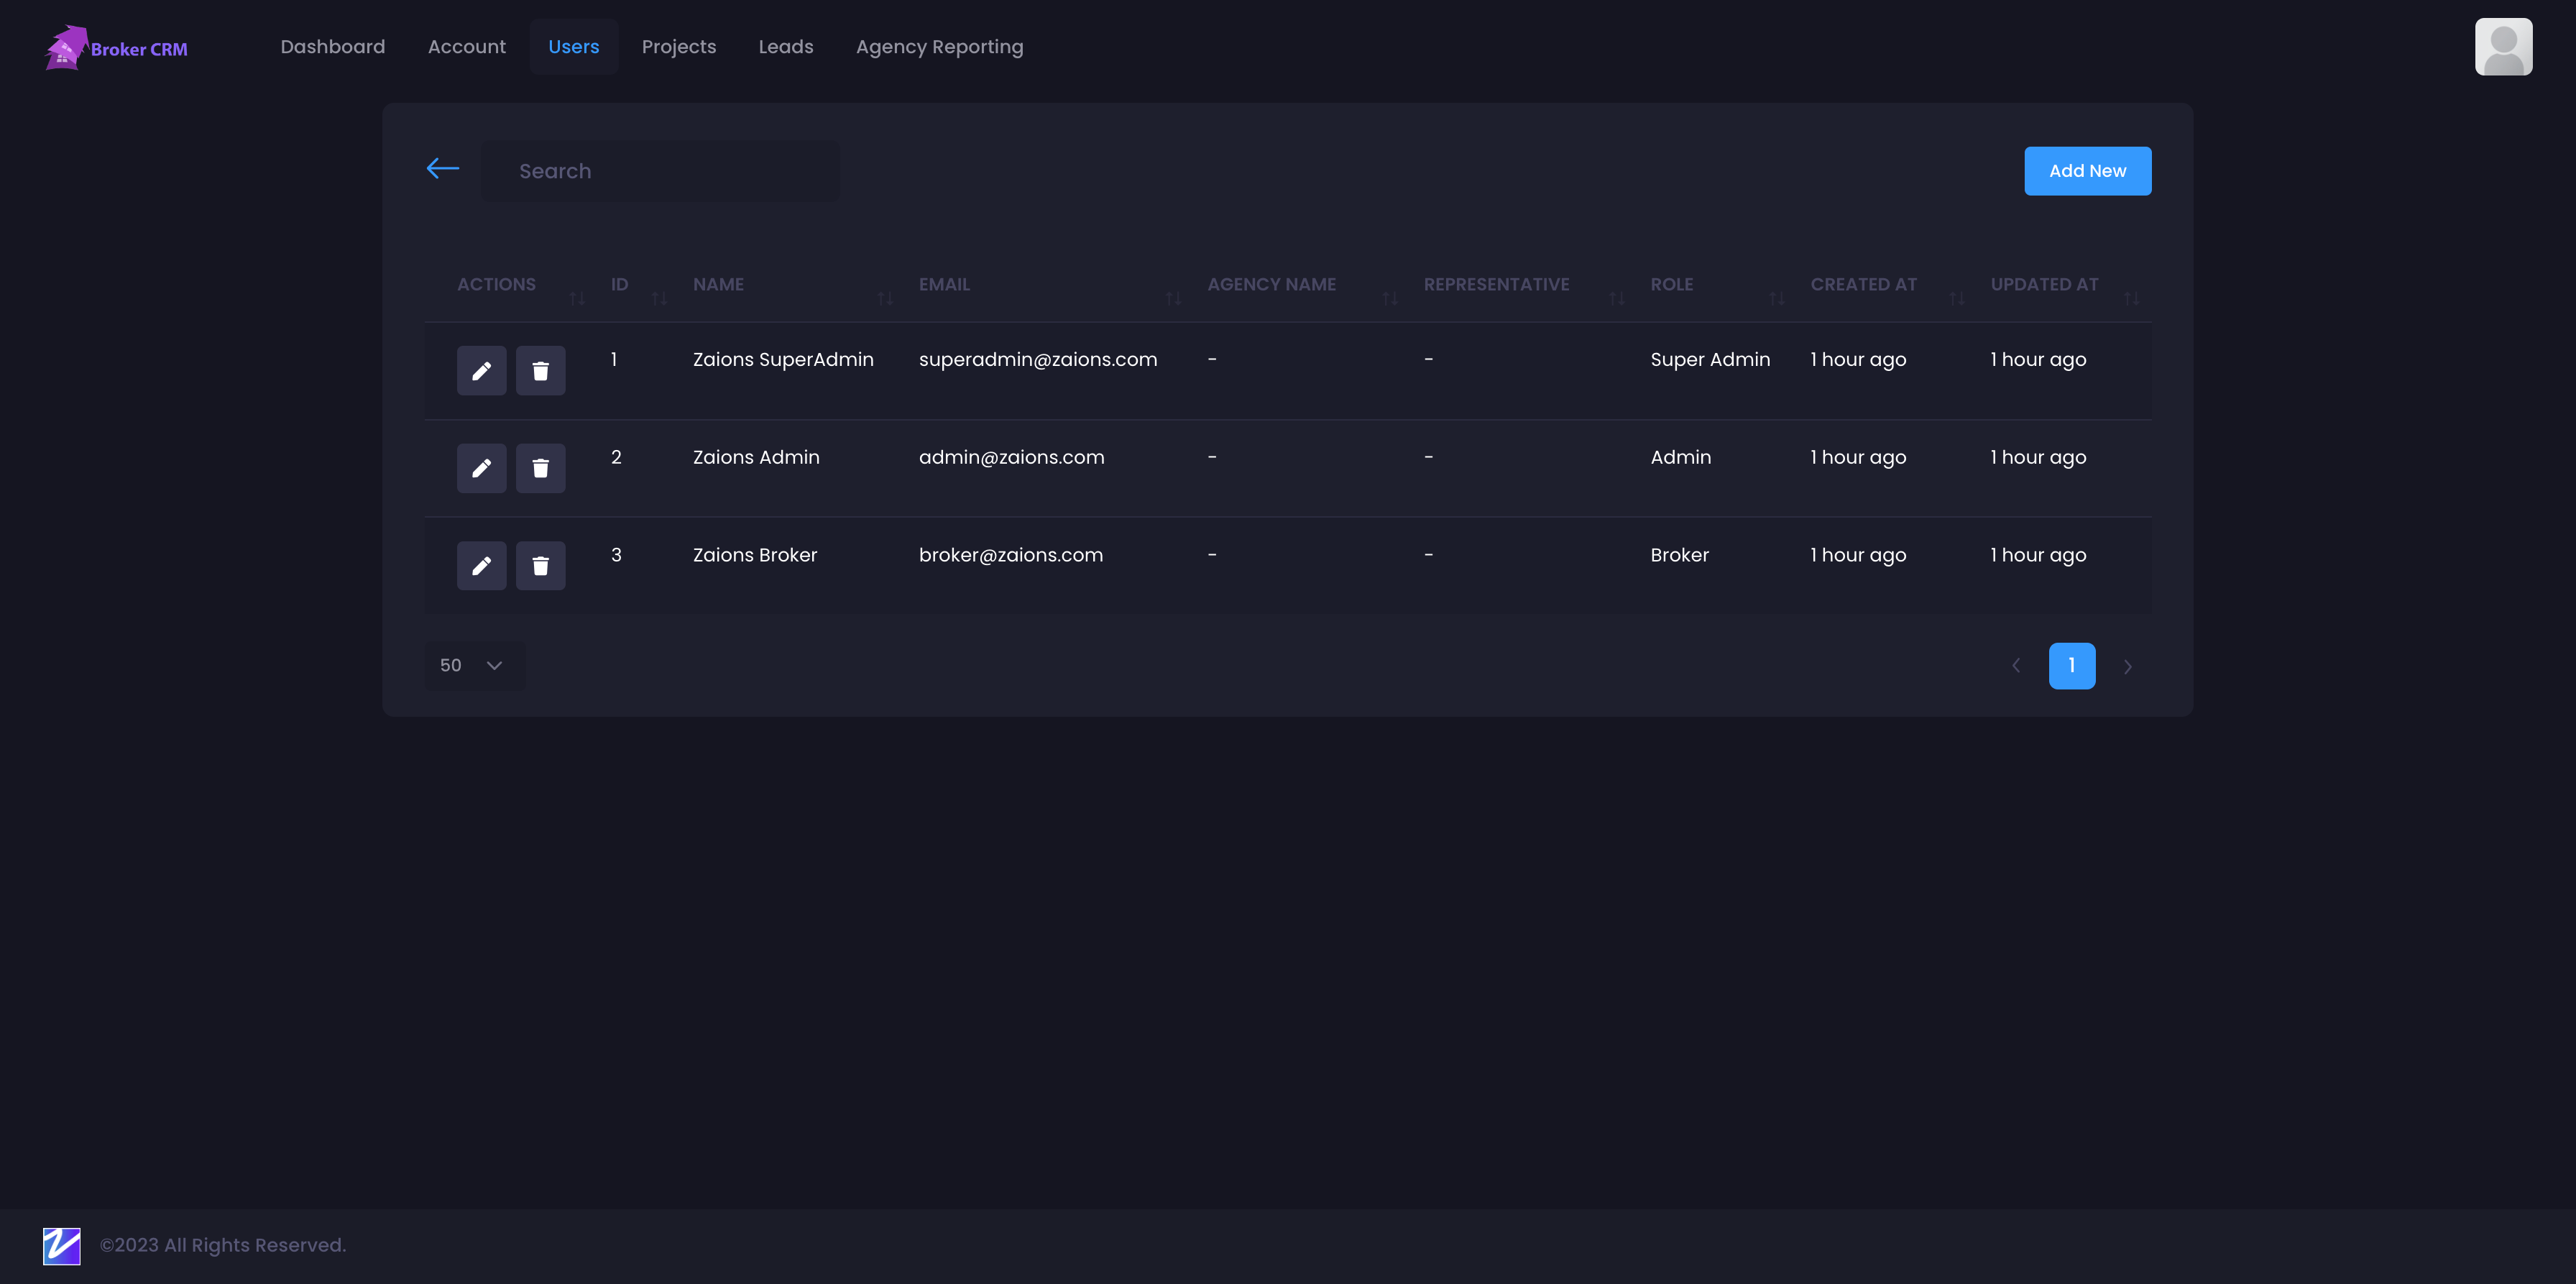 Broker CRM Dashboard Account Users Projects Leads Agency Reporting
Search Add New
ACTIONS ID NAME EMAIL AGENCY NAME REPRESENTATIVE ROLE CREATED AT UPDATED AT
1 Zaions SuperAdmin superadmin@zaions.com - - Super Admin 1 hour ago 1 hour ago
2 Zaions Admin admin@zaions.com - - Admin 1 hour ago 1 hour ago
3 Zaions Broker broker@zaions.com - - Broker 1 hour ago 1 hour ago
50 1
©2023 All Rights Reserved.